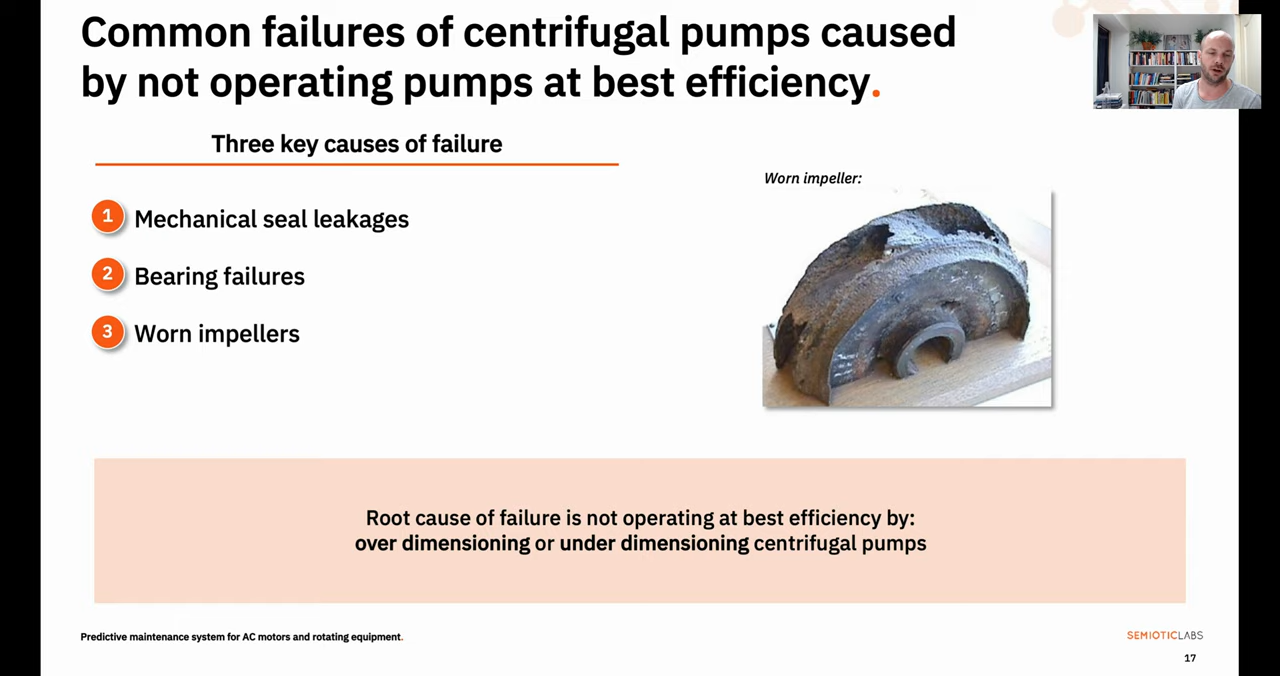 Common failures of centrifugal pumps caused
by not operating pumps at best efficiency.
Three key causes of failure
1 Mechanical seal leakages
2 Bearing failures
3 Worn impellers
Worn impeller:
Root cause of failure is not operating at best efficiency by:
over dimensioning or under dimensioning centrifugal pumps
Predictive maintenance system for AC motors and rotating equipment.
SEMIOTICLABS
17